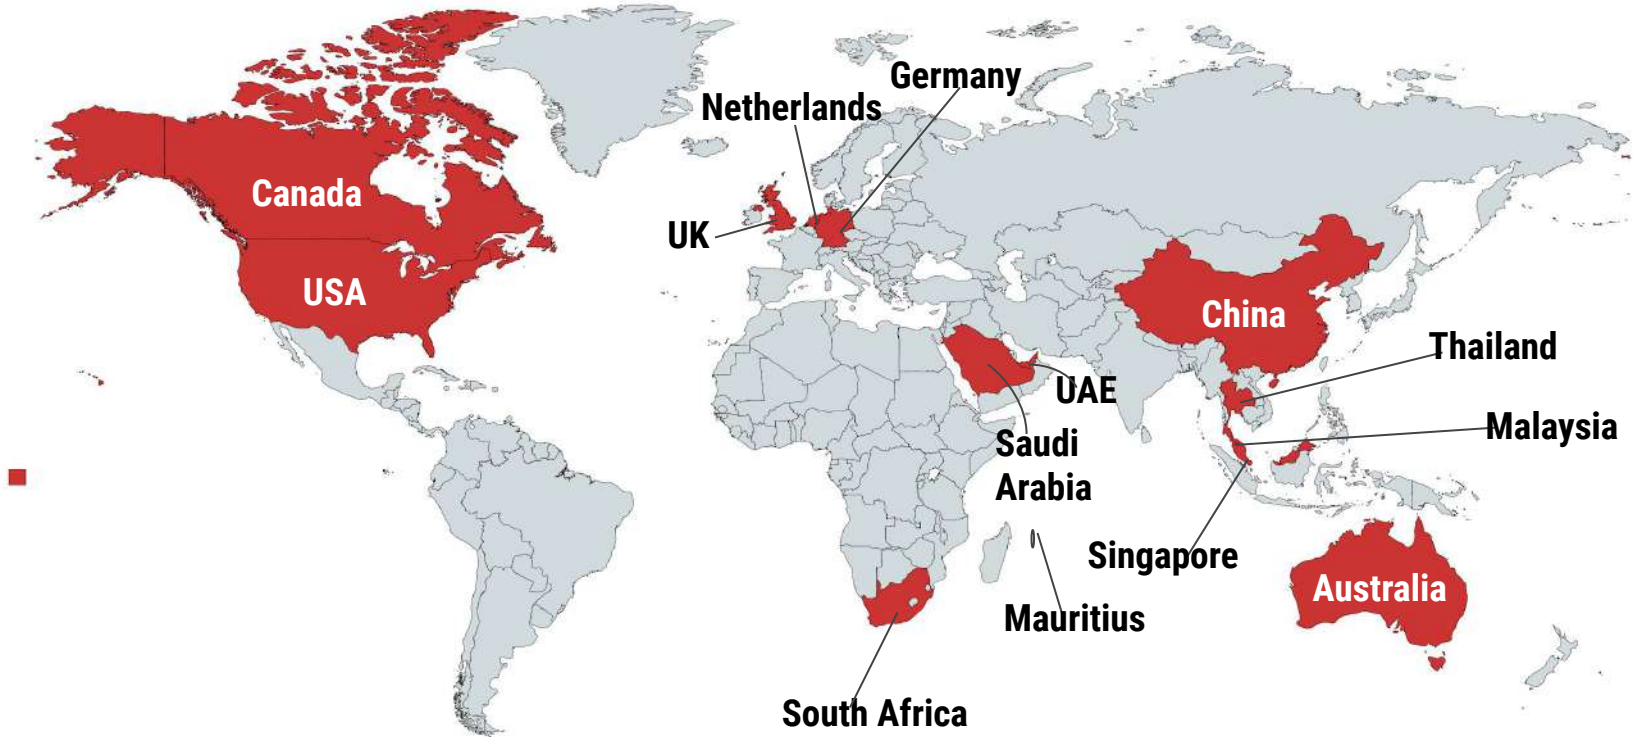 Germany
Netherlands
Canada
UK
USA
China
Thailand
UAE
Malaysia
Saudi
Arabia
Singapore
Australia
Mauritius
South Africa